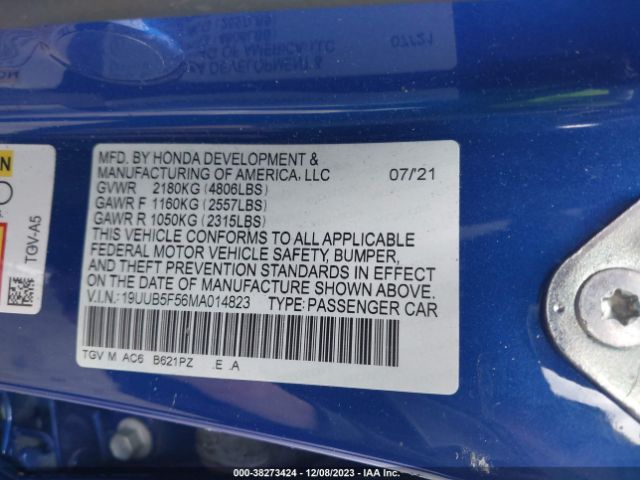 07/'21
MFD. BY HONDA DEVELOPMENT &
MANUFACTURING OF AMERICA, LLC 07/'21
GVWR 2180KG (4806LBS)
GAWR F 1160KG (2557LBS)
GAWR R 1050KG (2315LBS)
THIS VEHICLE CONFORMS TO ALL APPLICABLE
FEDERAL MOTOR VEHICLE SAFETY, BUMPER,
AND THEFT PREVENTION STANDARDS IN EFFECT
ON THE DATE OF MANUFACTURE SHOWN ABOVE.
V.I.N.: 19UUB5F56MA014823 TYPE: PASSENGER CAR
TGV M AC6 B621PZ .E .A
TGV-A5
000-38273424 - 12/08/2023 - IAA Inc.